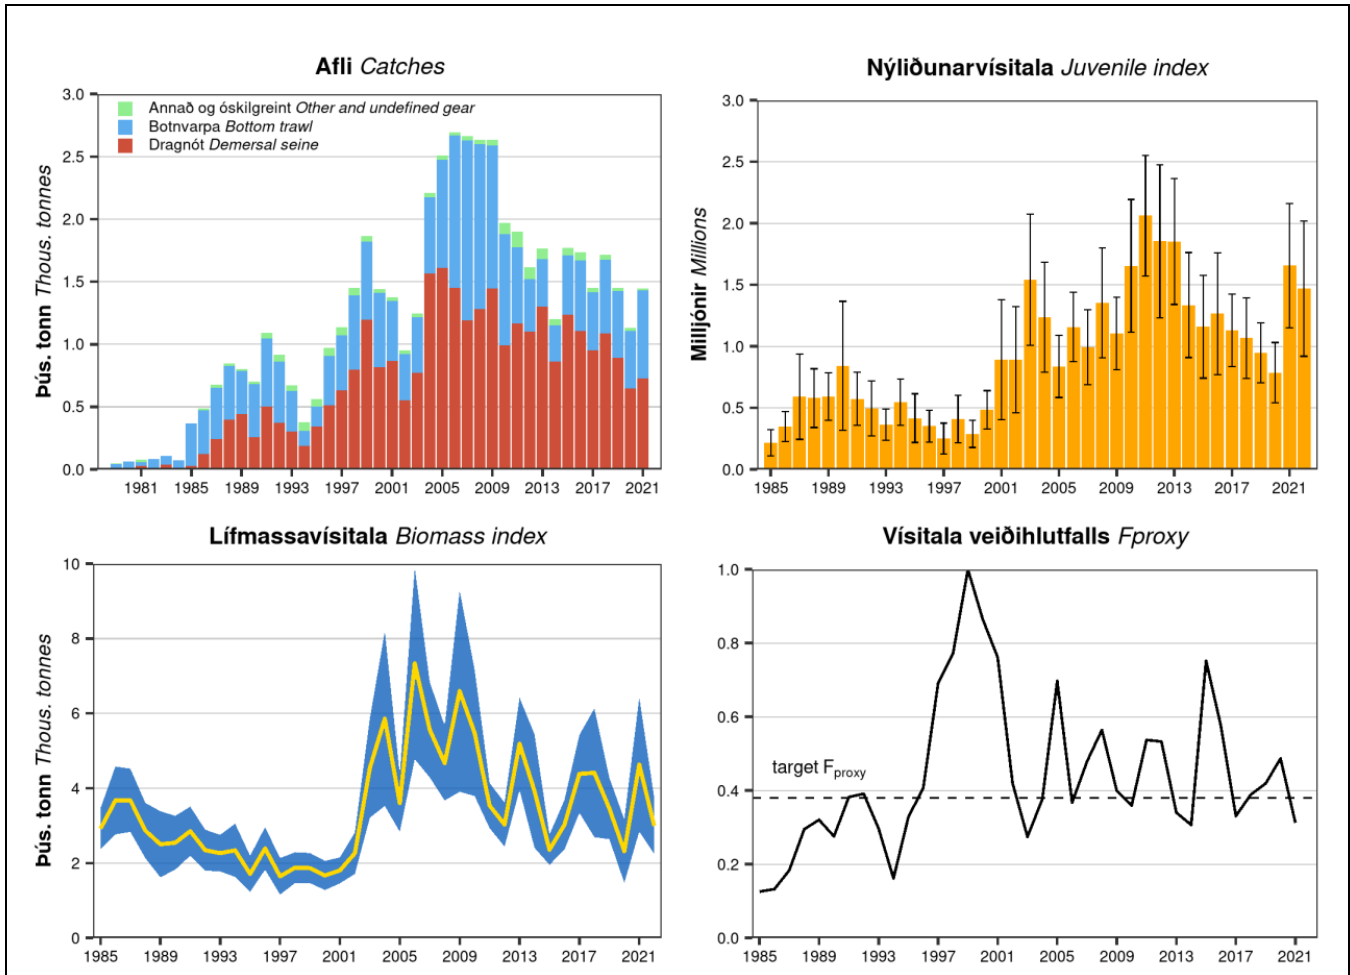 Afli Catches
Þús. tonn Thous. tonnes
3.0
2.5
2.0
1.5
1.0
0.5
0.0
Annað og óskilgreint Other and undefined gear
Botnvarpa Bottom trawl
Dragnót Demersal seine
1981 1985 1989 1993 1997 2001 2005 2009 2013 2017 2021
Nýliðunarvísitala Juvenile index
Milljónir Millions
3.0
2.5
2.0
1.5
1.0
0.5
0.0
1985 1989 1993 1997 2001 2005 2009 2013 2017 2021
Lífmassavísitala Biomass index
Þús. tonn Thous. tonnes
10
8
6
4
2
0
1985 1989 1993 1997 2001 2005 2009 2013 2017 2021
Vísitala veiðihlutfalls Fproxy
1.0
0.8
0.6
0.4
0.2
0.0
target Fproxy
1985 1989 1993 1997 2001 2005 2009 2013 2017 2021